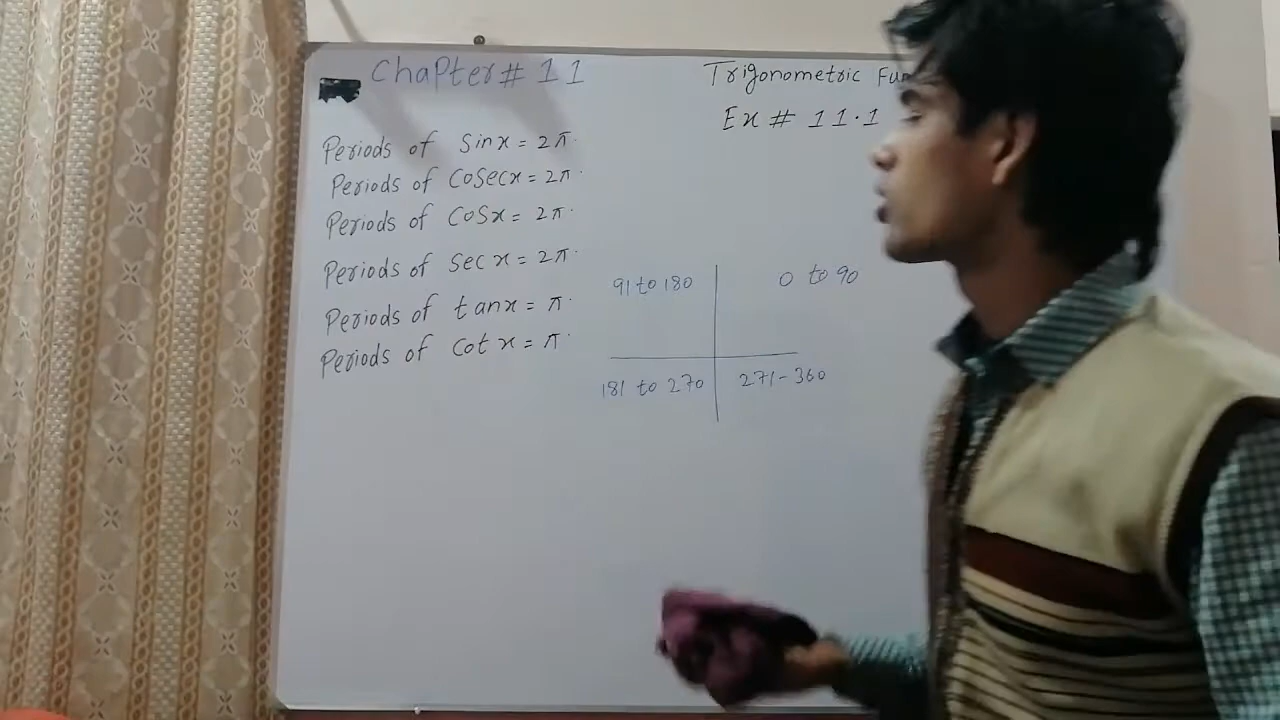 Chapter # 11
Trigonometric
Ex # 11.1
Periods of Sinx = 2π.
Periods of Cosecx = 2π.
Periods of Cosx = 2π.
Periods of Sec x = 2π.
Periods of tanx = π.
Periods of Cot x = π.
91 to 180
0 to 90
181 to 270
271-360